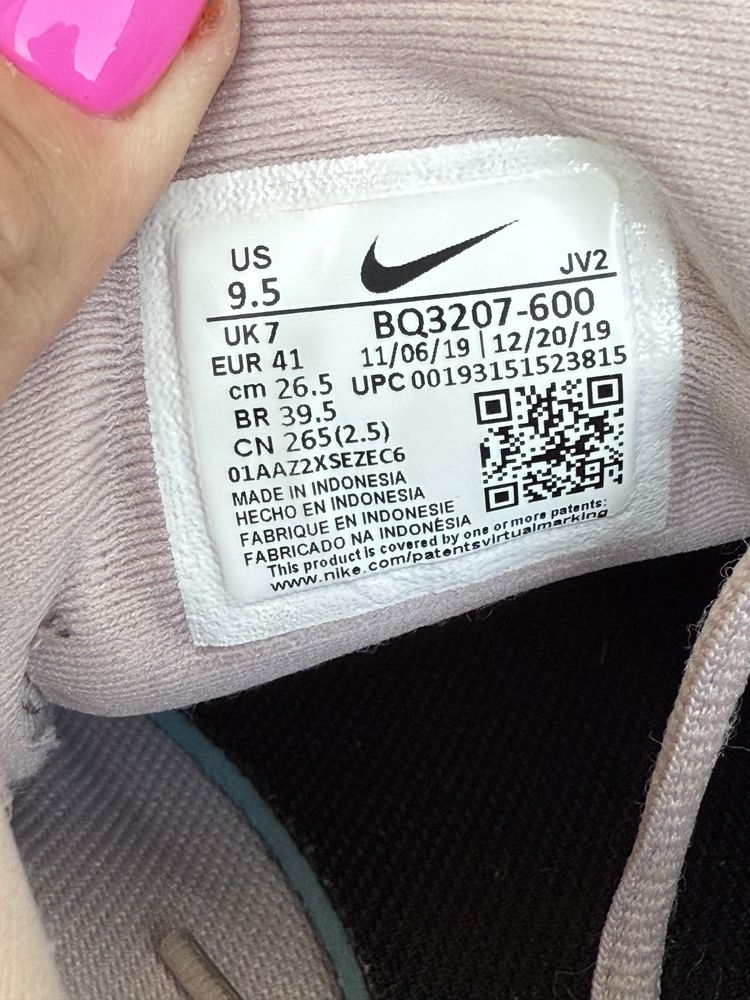 US
9.5
JV2
UK 7
BQ3207-600
EUR 41
11/06/19 | 12/20/19
cm 26.5
UPC 00193151523815
BR 39.5
CN 265(2.5)
01AAZ2XSEZEC6
MADE IN INDONESIA
HECHO EN INDONESIA
FABRIQUE EN INDONESIE
FABRICADO NA INDONÉSIA
This product is covered by one or more patents:
www.nike.com/patentsvirtualmarking